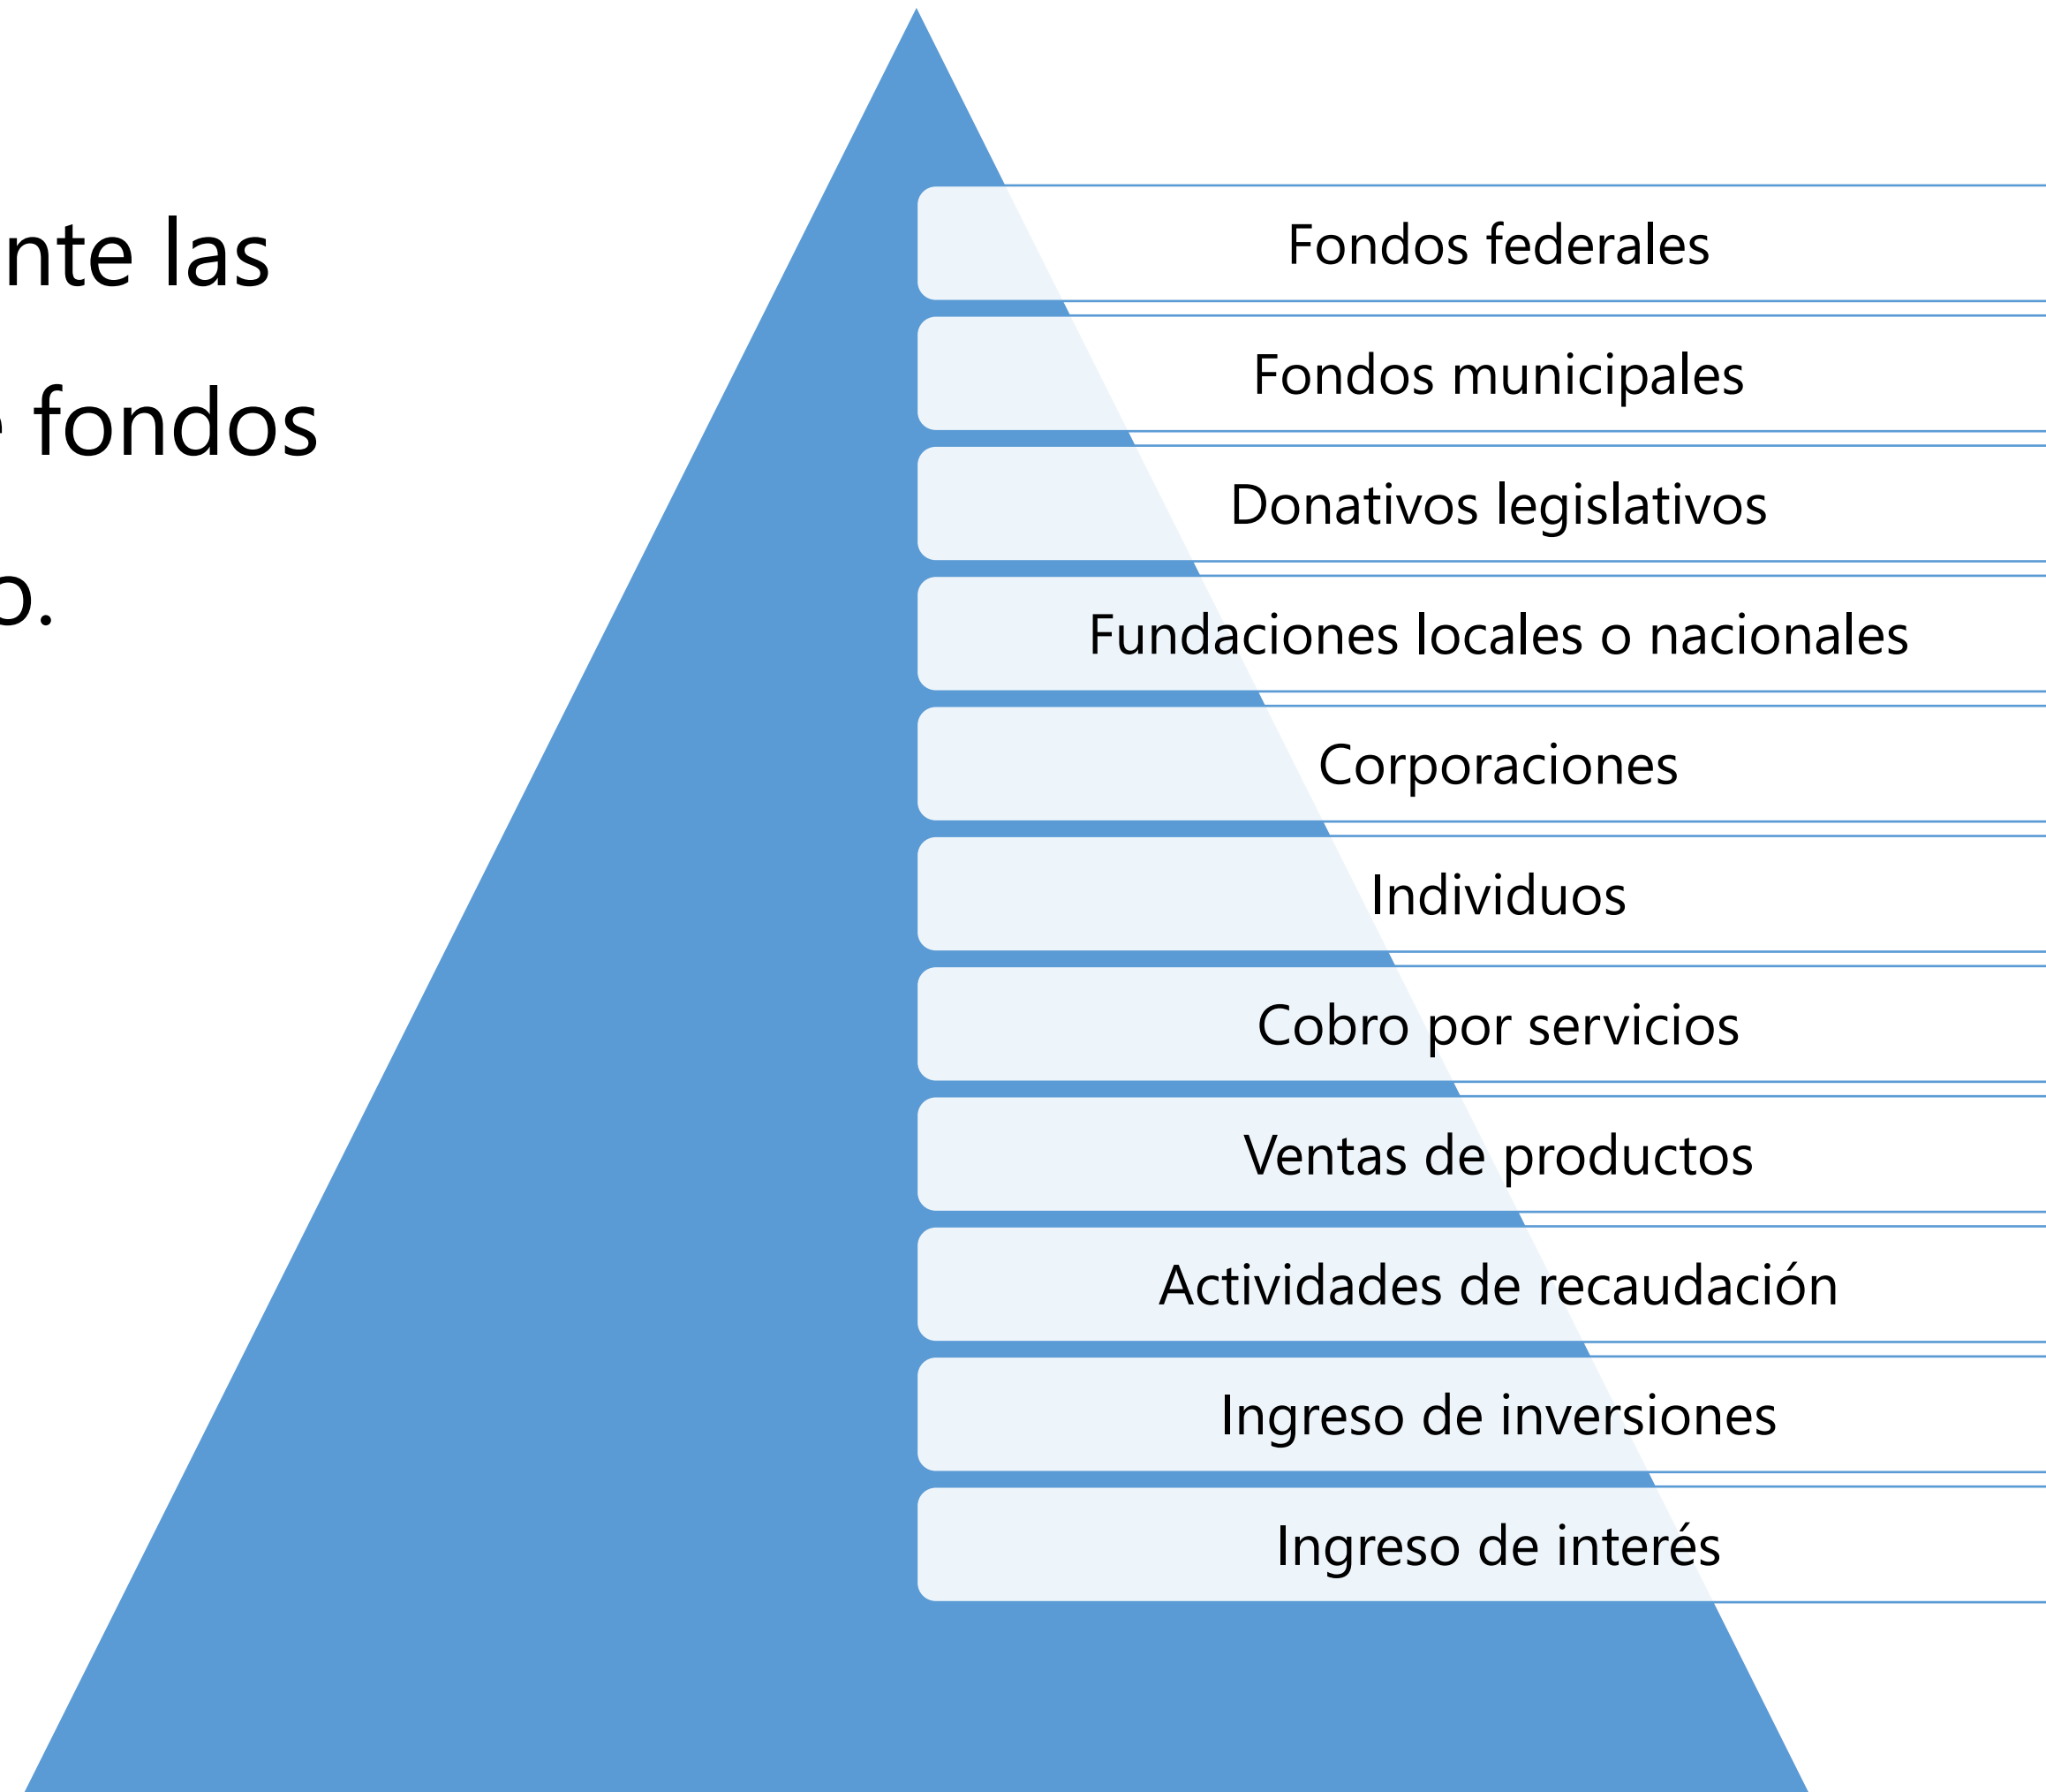 nte las
fondos
Fondos federales
Fondos municipales
Donativos legislativos
Fundaciones locales o nacionales
Corporaciones
Individuos
Cobro por servicios
Ventas de productos
Actividades de recaudación
Ingreso de inversiones
Ingreso de interés